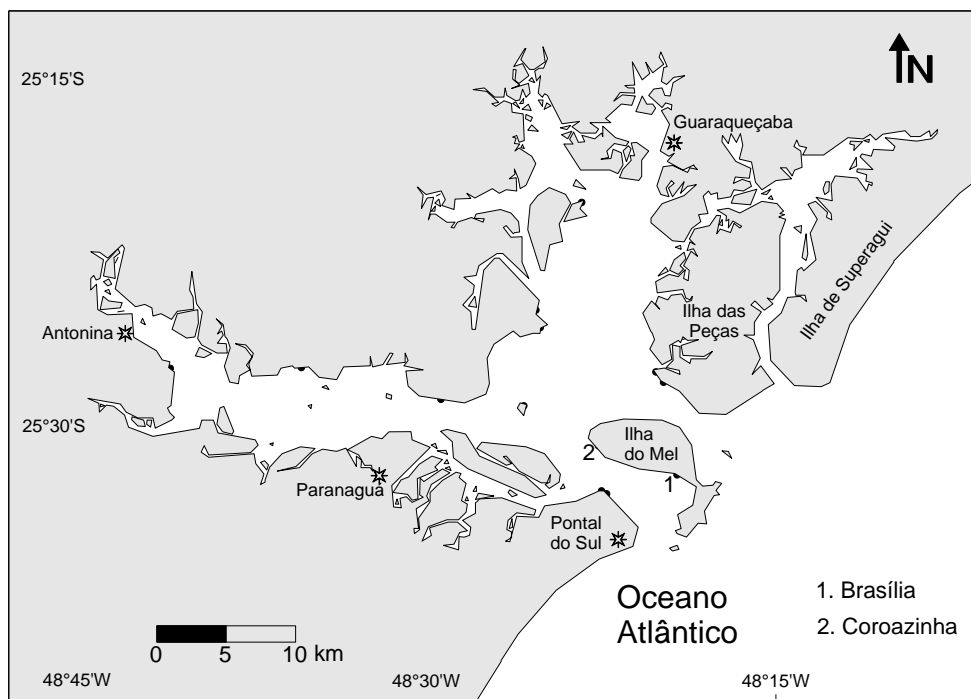 N
25°15'S
Guaraqueçaba
Ilha de Superagui
Ilha das
Peças
Antonina
25°30'S
Ilha
do Mel
2
1
Paranaguá
Pontal
do Sul
Oceano
Atlântico
1. Brasília
2. Coroazinha
0 5 10 km
48°45'W
48°30'W
48°15'W